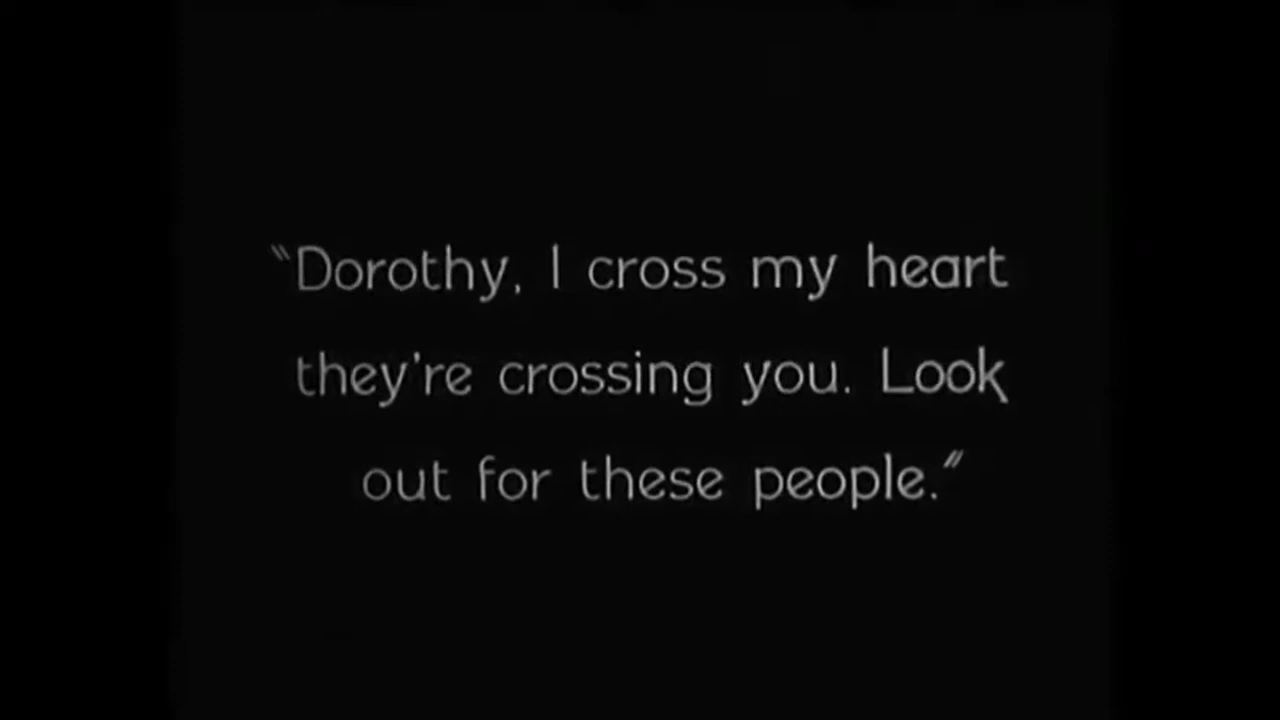 "Dorothy, I cross my heart
they're crossing you. Look
out for these people."